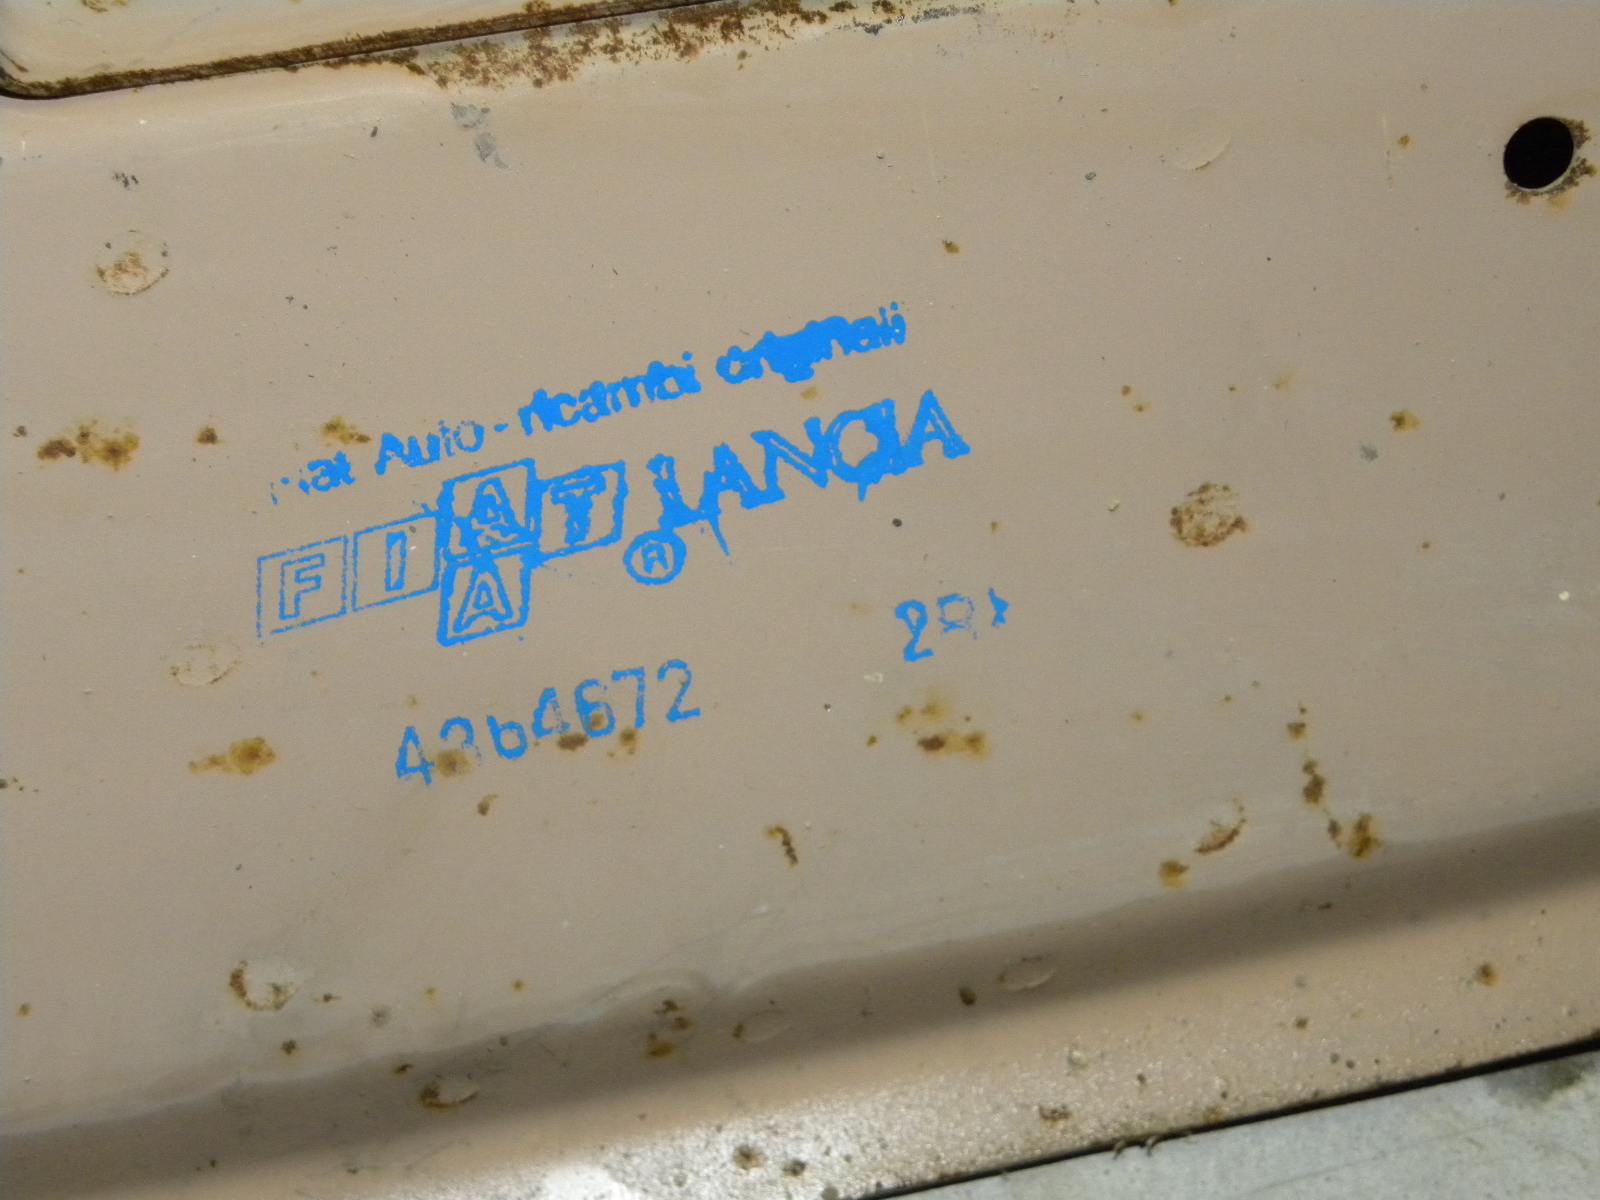 Fiat Auto - ricambi originali
FIAT LANCIA
A ®
4364672